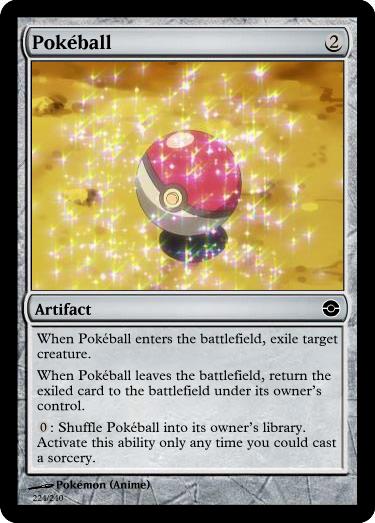 Pokéball 2
Artifact
When Pokéball enters the battlefield, exile target
creature.
When Pokéball leaves the battlefield, return the
exiled card to the battlefield under its owner's
control.
0: Shuffle Pokéball into its owner's library.
Activate this ability only any time you could cast
a sorcery.
Pokémon (Anime)
224/240